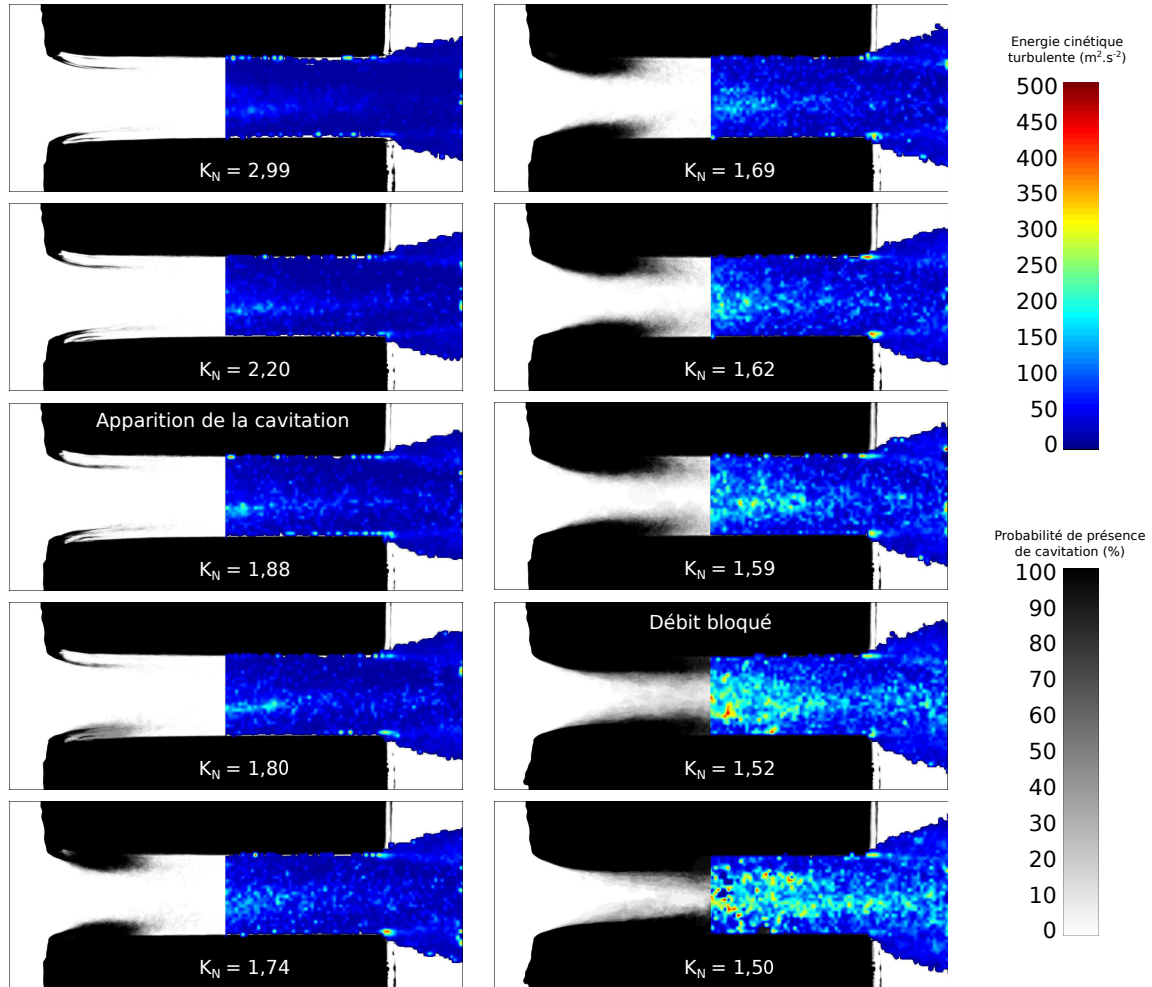 K_N = 2,99
K_N = 2,20
Apparition de la cavitation
K_N = 1,88
K_N = 1,80
K_N = 1,74
K_N = 1,69
K_N = 1,62
K_N = 1,59
Débit bloqué
K_N = 1,52
K_N = 1,50
Energie cinétique
turbulente (m².s⁻²)
500
450
400
350
300
250
200
150
100
50
0
Probabilité de présence
de cavitation (%)
100
90
80
70
60
50
40
30
20
10
0